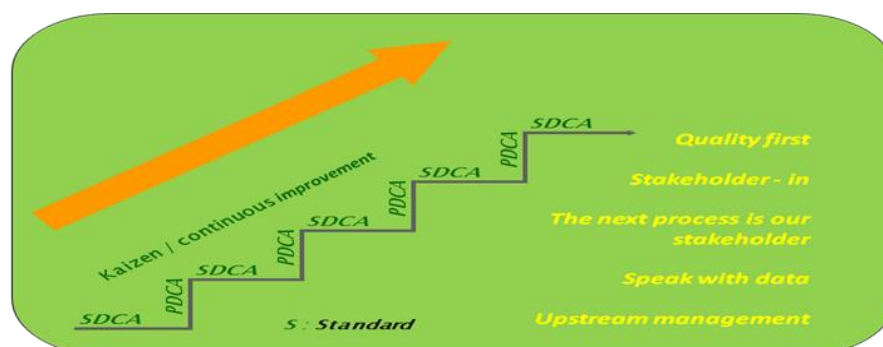 SDCA
PDCA
SDCA
PDCA
SDCA
PDCA
SDCA
PDCA
SDCA
Kaizen / continuous improvement
S : Standard
Quality first
Stakeholder - in
The next process is our
stakeholder
Speak with data
Upstream management